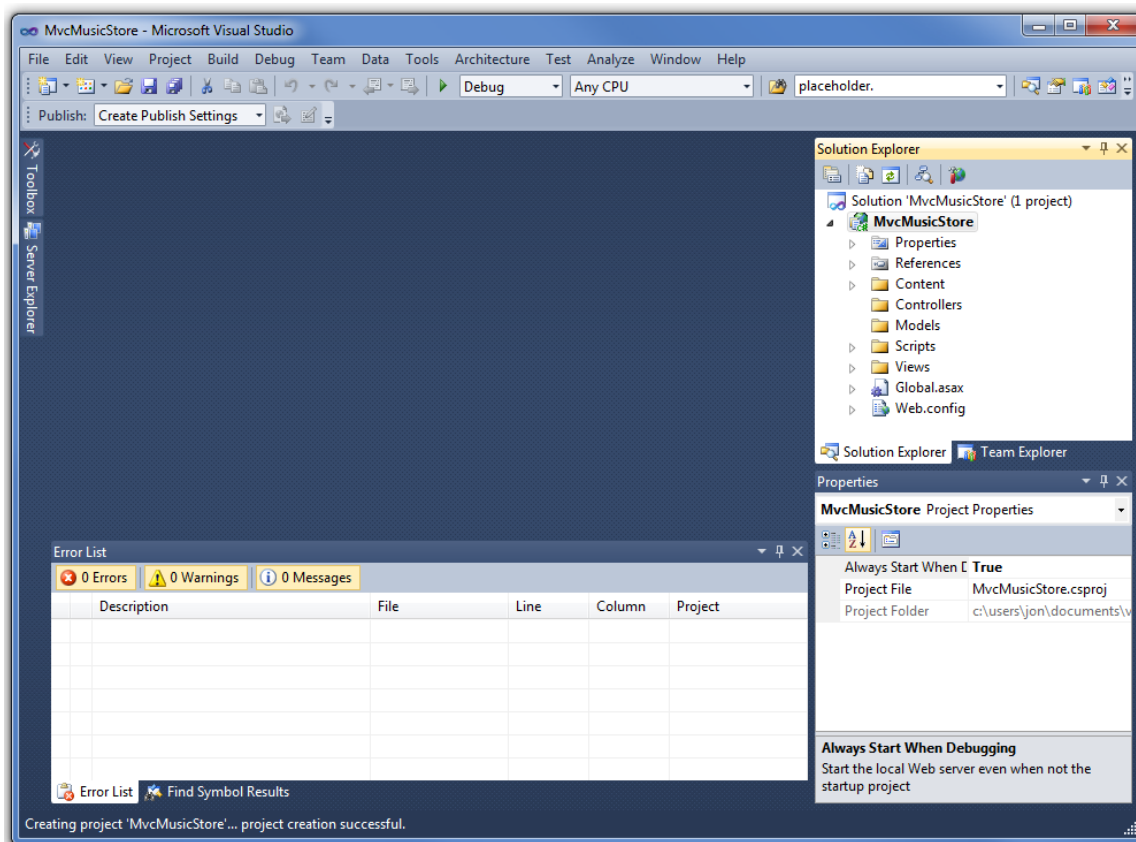 MvcMusicStore - Microsoft Visual Studio
File Edit View Project Build Debug Team Data Tools Architecture Test Analyze Window Help
Debug Any CPU placeholder.
Publish: Create Publish Settings
Toolbox
Server Explorer
Solution Explorer
Solution 'MvcMusicStore' (1 project)
MvcMusicStore
Properties
References
Content
Controllers
Models
Scripts
Views
Global.asax
Web.config
Solution Explorer Team Explorer
Properties
MvcMusicStore Project Properties
Always Start When D True
Project File MvcMusicStore.csproj
Project Folder c:\users\jon\documents\v
Always Start When Debugging
Start the local Web server even when not the
startup project
Error List
0 Errors 0 Warnings 0 Messages
Description File Line Column Project
Error List Find Symbol Results
Creating project 'MvcMusicStore'... project creation successful.